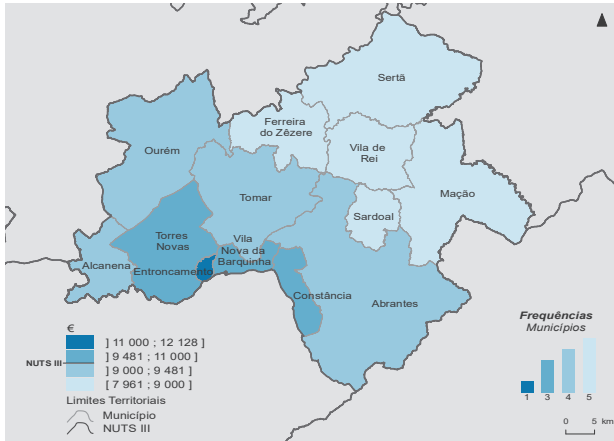 Sertã
Ferreira
do Zêzere
Ourém
Vila de
Rei
Tomar
Mação
Sardoal
Torres
Novas
Vila
Nova da
Barquinha
Alcanena
Entroncamento
Constância
Abrantes
€
] 11 000 ; 12 128 ]
] 9 481 ; 11 000 ]
NUTS III
] 9 000 ; 9 481 ]
[ 7 961 ; 9 000 ]
Limites Territoriais
Município
NUTS III
Frequências
Municípios
1 3 4 5
0 5 km